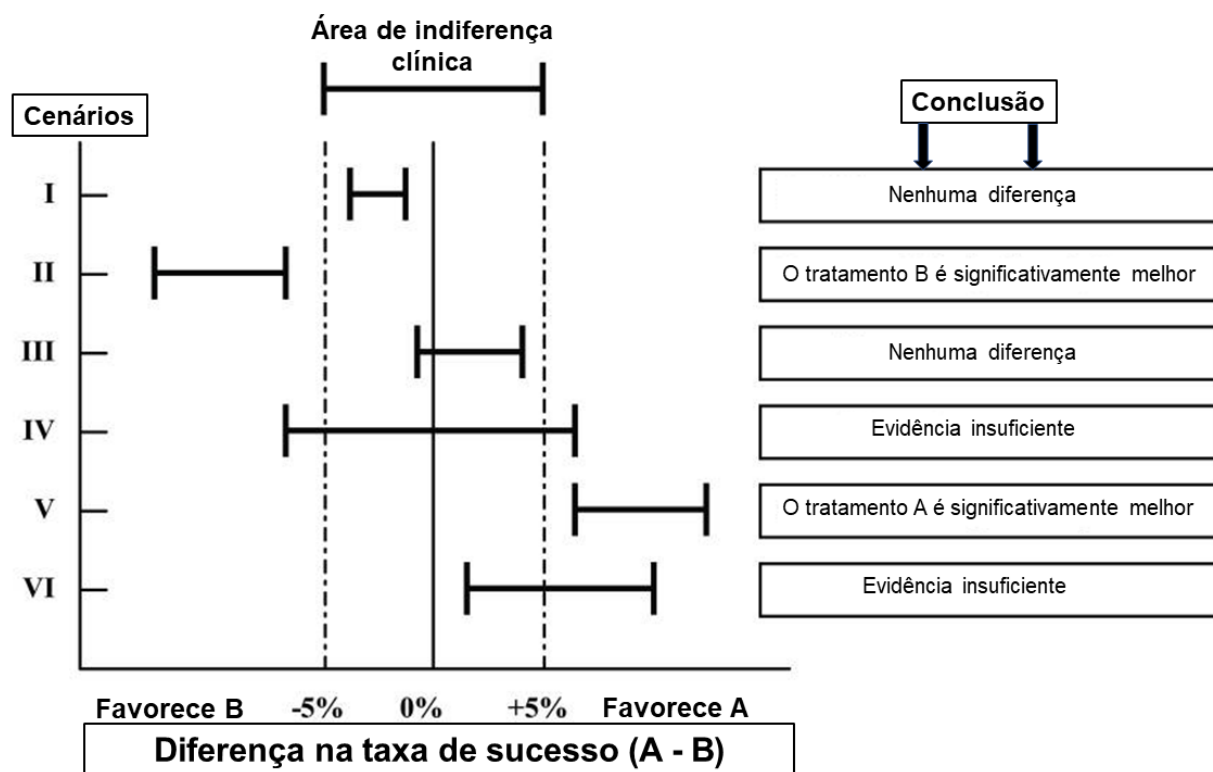 Área de indiferença
clínica
Cenários
Conclusão
I
Nenhuma diferença
II
O tratamento B é significativamente melhor
III
Nenhuma diferença
IV
Evidência insuficiente
V
O tratamento A é significativamente melhor
VI
Evidência insuficiente
Favorece B -5% 0% +5% Favorece A
Diferença na taxa de sucesso (A - B)